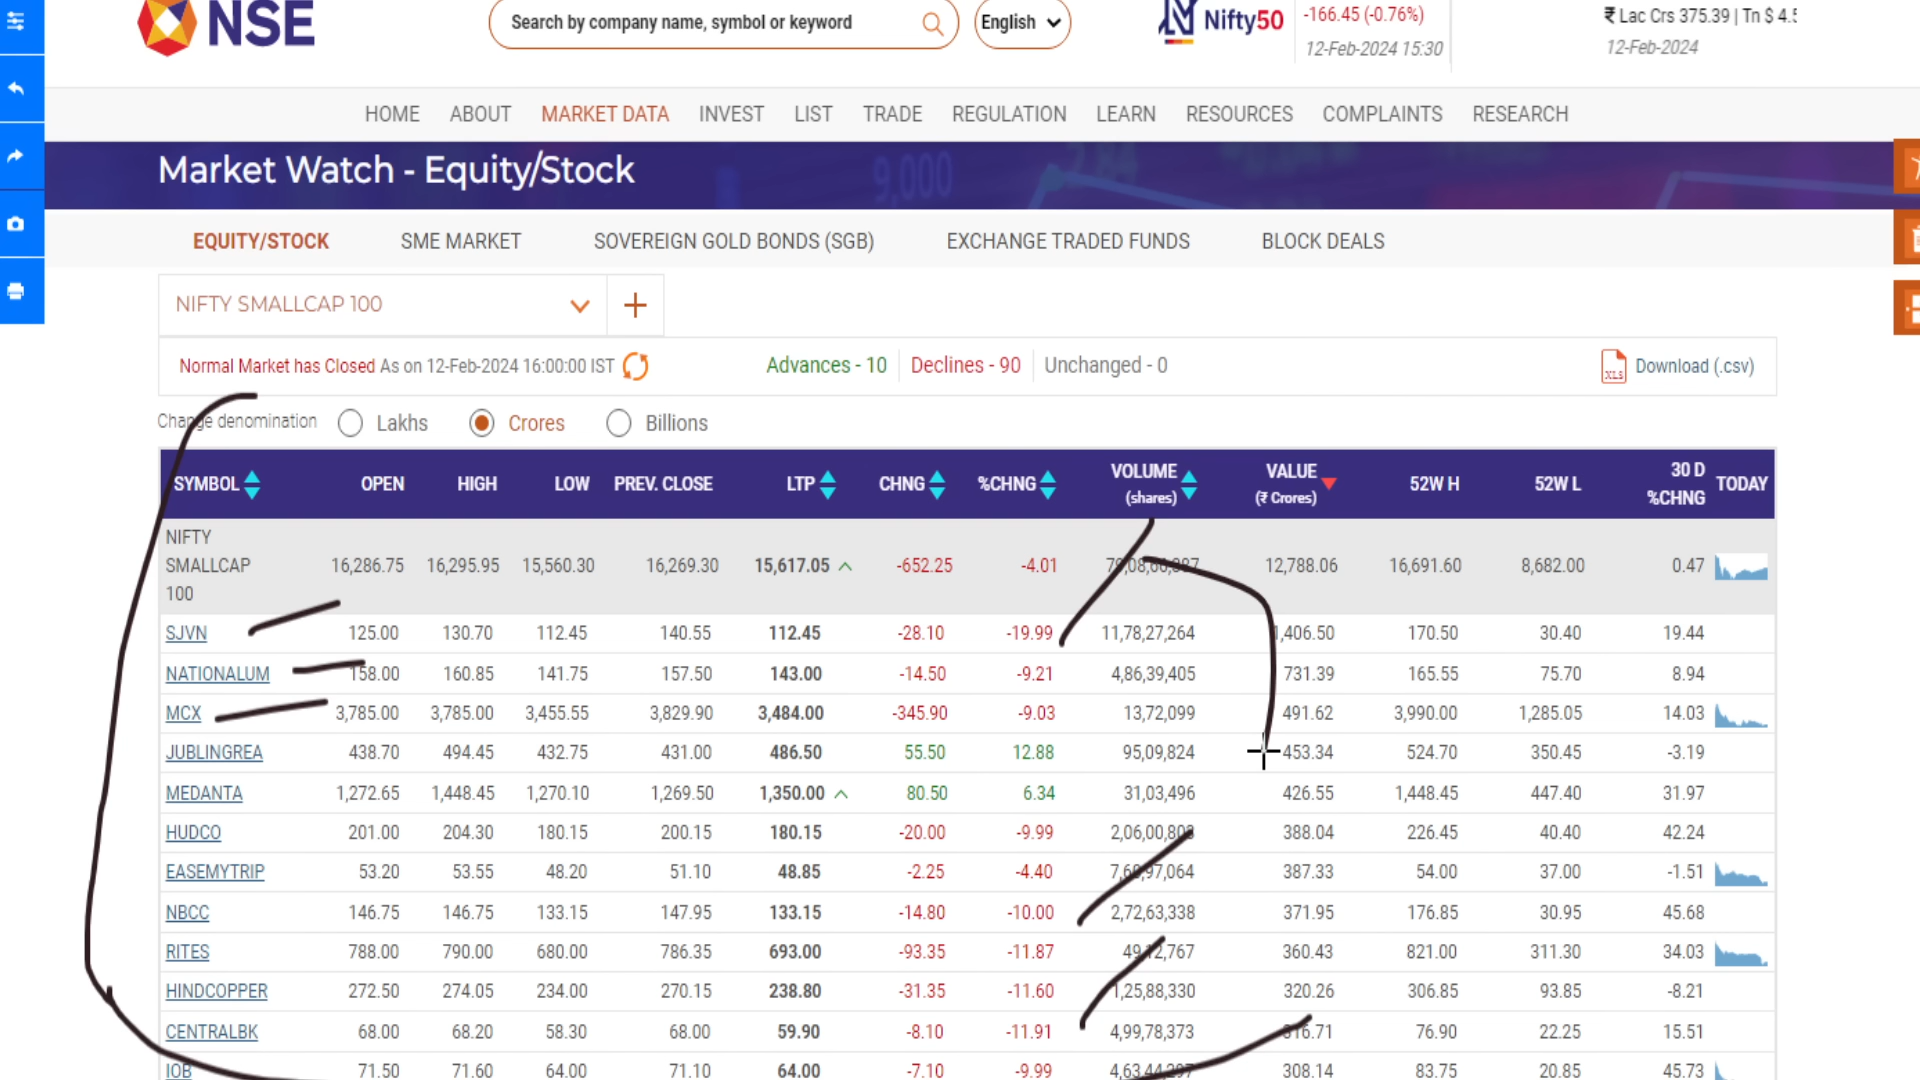 NSE
Search by company name, symbol or keyword
English
Nifty50
-166.45 (-0.76%)
12-Feb-2024 15:30
₹ Lac Crs 375.39 | Tn $ 4.5
12-Feb-2024
HOME ABOUT MARKET DATA INVEST LIST TRADE REGULATION LEARN RESOURCES COMPLAINTS RESEARCH
Market Watch - Equity/Stock
EQUITY/STOCK SME MARKET SOVEREIGN GOLD BONDS (SGB) EXCHANGE TRADED FUNDS BLOCK DEALS
NIFTY SMALLCAP 100
Normal Market has Closed As on 12-Feb-2024 16:00:00 IST Advances - 10 Declines - 90 Unchanged - 0 XLS Download (.csv)
Change denomination Lakhs Crores Billions
SYMBOL OPEN HIGH LOW PREV. CLOSE LTP CHNG %CHNG VOLUME (shares) VALUE (₹ Crores) 52W H 52W L 30 D %CHNG TODAY
NIFTY SMALLCAP 100 16,286.75 16,295.95 15,560.30 16,269.30 15,617.05 -652.25 -4.01 12,788.06 16,691.60 8,682.00 0.47
SJVN 125.00 130.70 112.45 140.55 112.45 -28.10 -19.99 11,78,27,264 1,406.50 170.50 30.40 19.44
NATIONALUM 158.00 160.85 141.75 157.50 143.00 -14.50 -9.21 4,86,39,405 731.39 165.55 75.70 8.94
MCX 3,785.00 3,785.00 3,455.55 3,829.90 3,484.00 -345.90 -9.03 13,72,099 491.62 3,990.00 1,285.05 14.03
JUBLINGREA 438.70 494.45 432.75 431.00 486.50 55.50 12.88 95,09,824 453.34 524.70 350.45 -3.19
MEDANTA 1,272.65 1,448.45 1,270.10 1,269.50 1,350.00 80.50 6.34 31,03,496 426.55 1,448.45 447.40 31.97
HUDCO 201.00 204.30 180.15 200.15 180.15 -20.00 -9.99 388.04 226.45 40.40 42.24
EASEMYTRIP 53.20 53.55 48.20 51.10 48.85 -2.25 -4.40 387.33 54.00 37.00 -1.51
NBCC 146.75 146.75 133.15 147.95 133.15 -14.80 -10.00 2,72,63,338 371.95 176.85 30.95 45.68
RITES 788.00 790.00 680.00 786.35 693.00 -93.35 -11.87 360.43 821.00 311.30 34.03
HINDCOPPER 272.50 274.05 234.00 270.15 238.80 -31.35 -11.60 1,25,88,330 320.26 306.85 93.85 -8.21
CENTRALBK 68.00 68.20 58.30 68.00 59.90 -8.10 -11.91 4,99,78,373 316.71 76.90 22.25 15.51
IOB 71.50 71.60 64.00 71.10 64.00 -7.10 -9.99 308.14 83.75 20.85 45.73